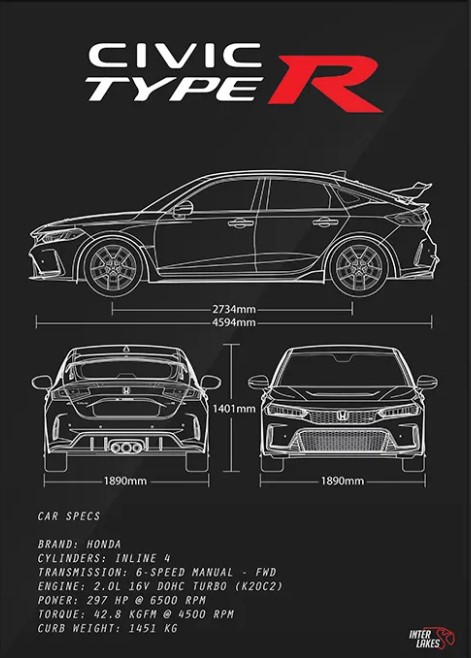 CIVIC
TYPE R
2734mm
4594mm
1401mm
1890mm
1890mm
CAR SPECS
BRAND: HONDA
CYLINDERS: INLINE 4
TRANSMISSION: 6-SPEED MANUAL - FWD
ENGINE: 2.0L 16V DOHC TURBO (K20C2)
POWER: 297 HP @ 6500 RPM
TORQUE: 42.8 KGFM @ 4500 RPM
CURB WEIGHT: 1451 KG
INTER
LAKES